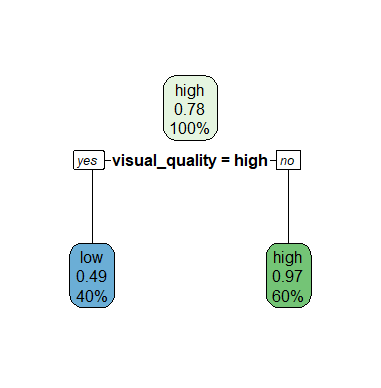 high
0.78
100%
yes visual_quality = high no
low
0.49
40%
high
0.97
60%